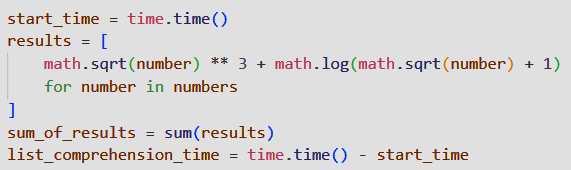 start_time = time.time()
results = [
    math.sqrt(number) ** 3 + math.log(math.sqrt(number) + 1)
    for number in numbers
]
sum_of_results = sum(results)
list_comprehension_time = time.time() - start_time